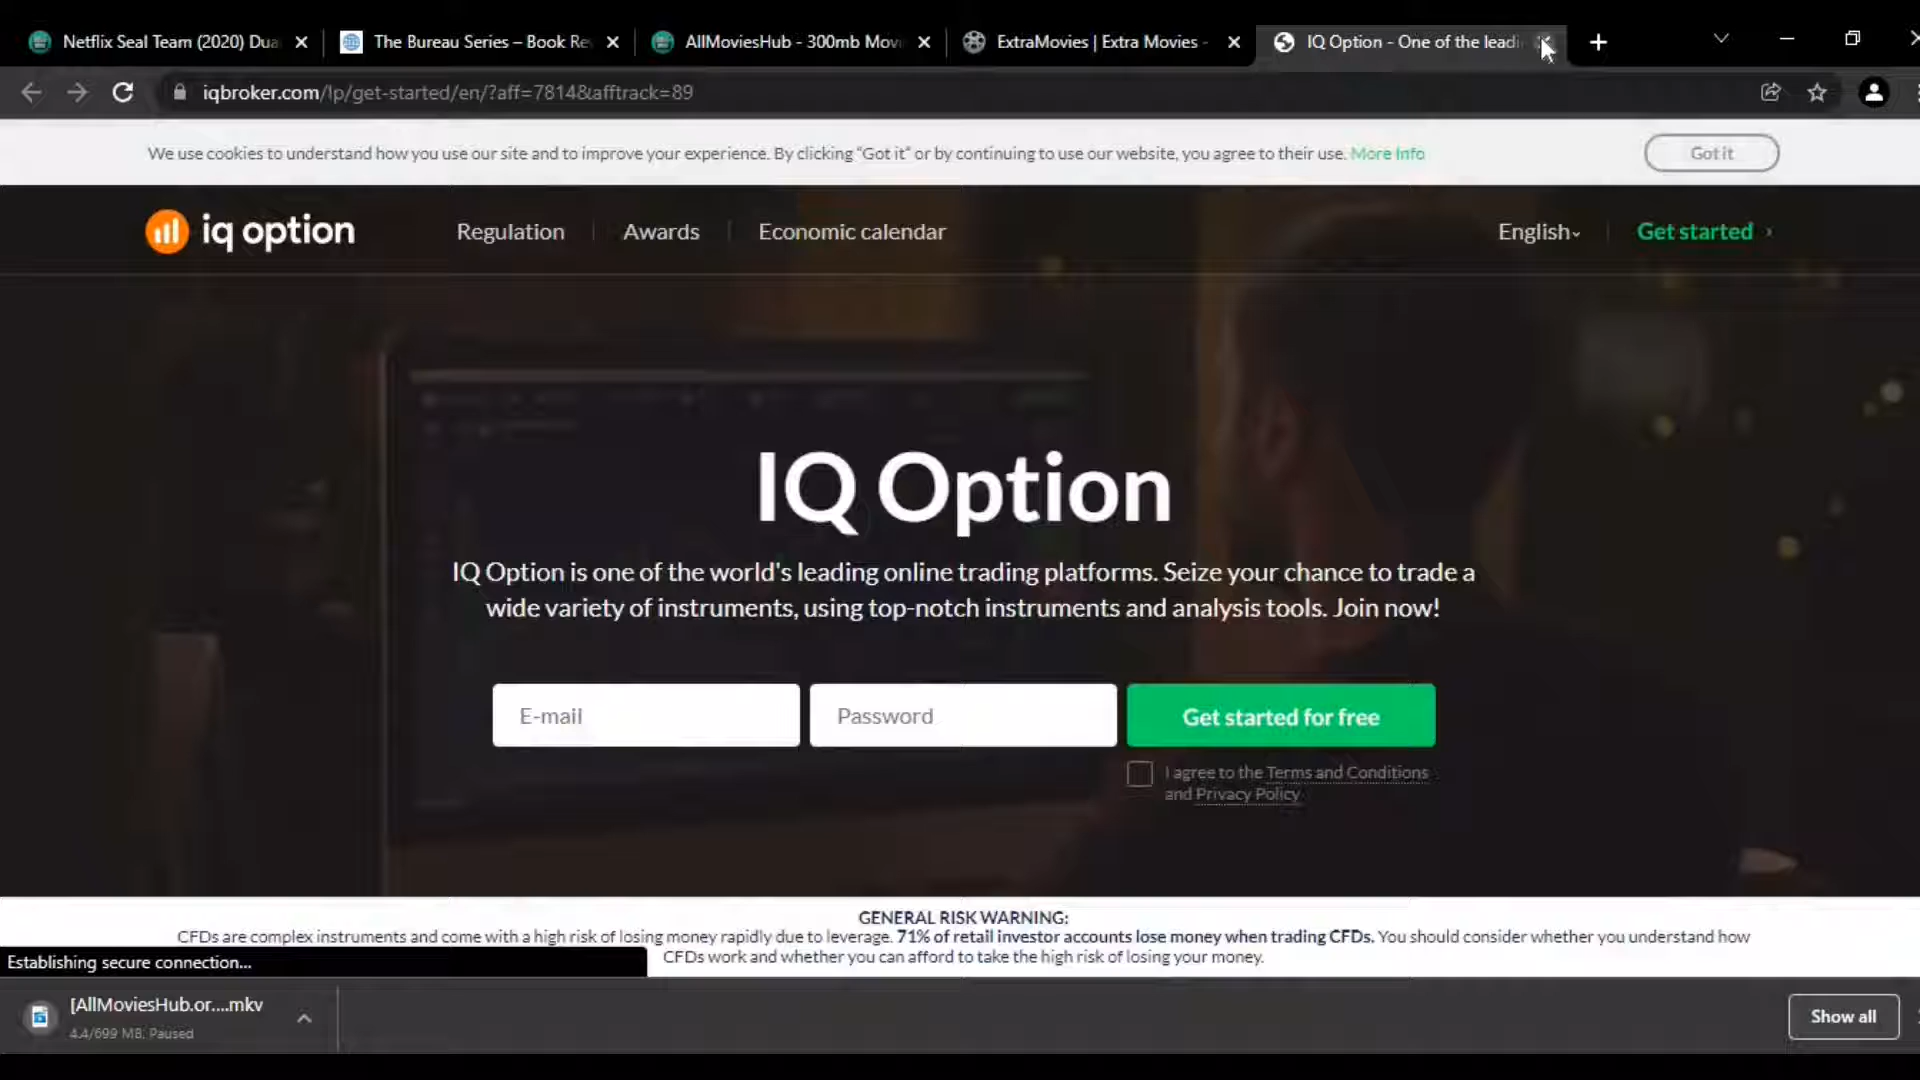 Netflix Seal Team (2020) Dua
The Bureau Series – Book Re
AllMoviesHub - 300mb Mov
ExtraMovies | Extra Movies -
IQ Option - One of the leadi
iqbroker.com/lp/get-started/en/?aff=7814&afftrack=89
We use cookies to understand how you use our site and to improve your experience. By clicking “Got it” or by continuing to use our website, you agree to their use. More Info
Got it
iq option
Regulation
Awards
Economic calendar
English
Get started
IQ Option
IQ Option is one of the world's leading online trading platforms. Seize your chance to trade a
wide variety of instruments, using top-notch instruments and analysis tools. Join now!
E-mail
Password
Get started for free
I agree to the Terms and Conditions
and Privacy Policy
GENERAL RISK WARNING:
CFDs are complex instruments and come with a high risk of losing money rapidly due to leverage. 71% of retail investor accounts lose money when trading CFDs. You should consider whether you understand how
CFDs work and whether you can afford to take the high risk of losing your money.
Establishing secure connection...
[AllMoviesHub.or....mkv
4.4/699 MB, Paused
Show all